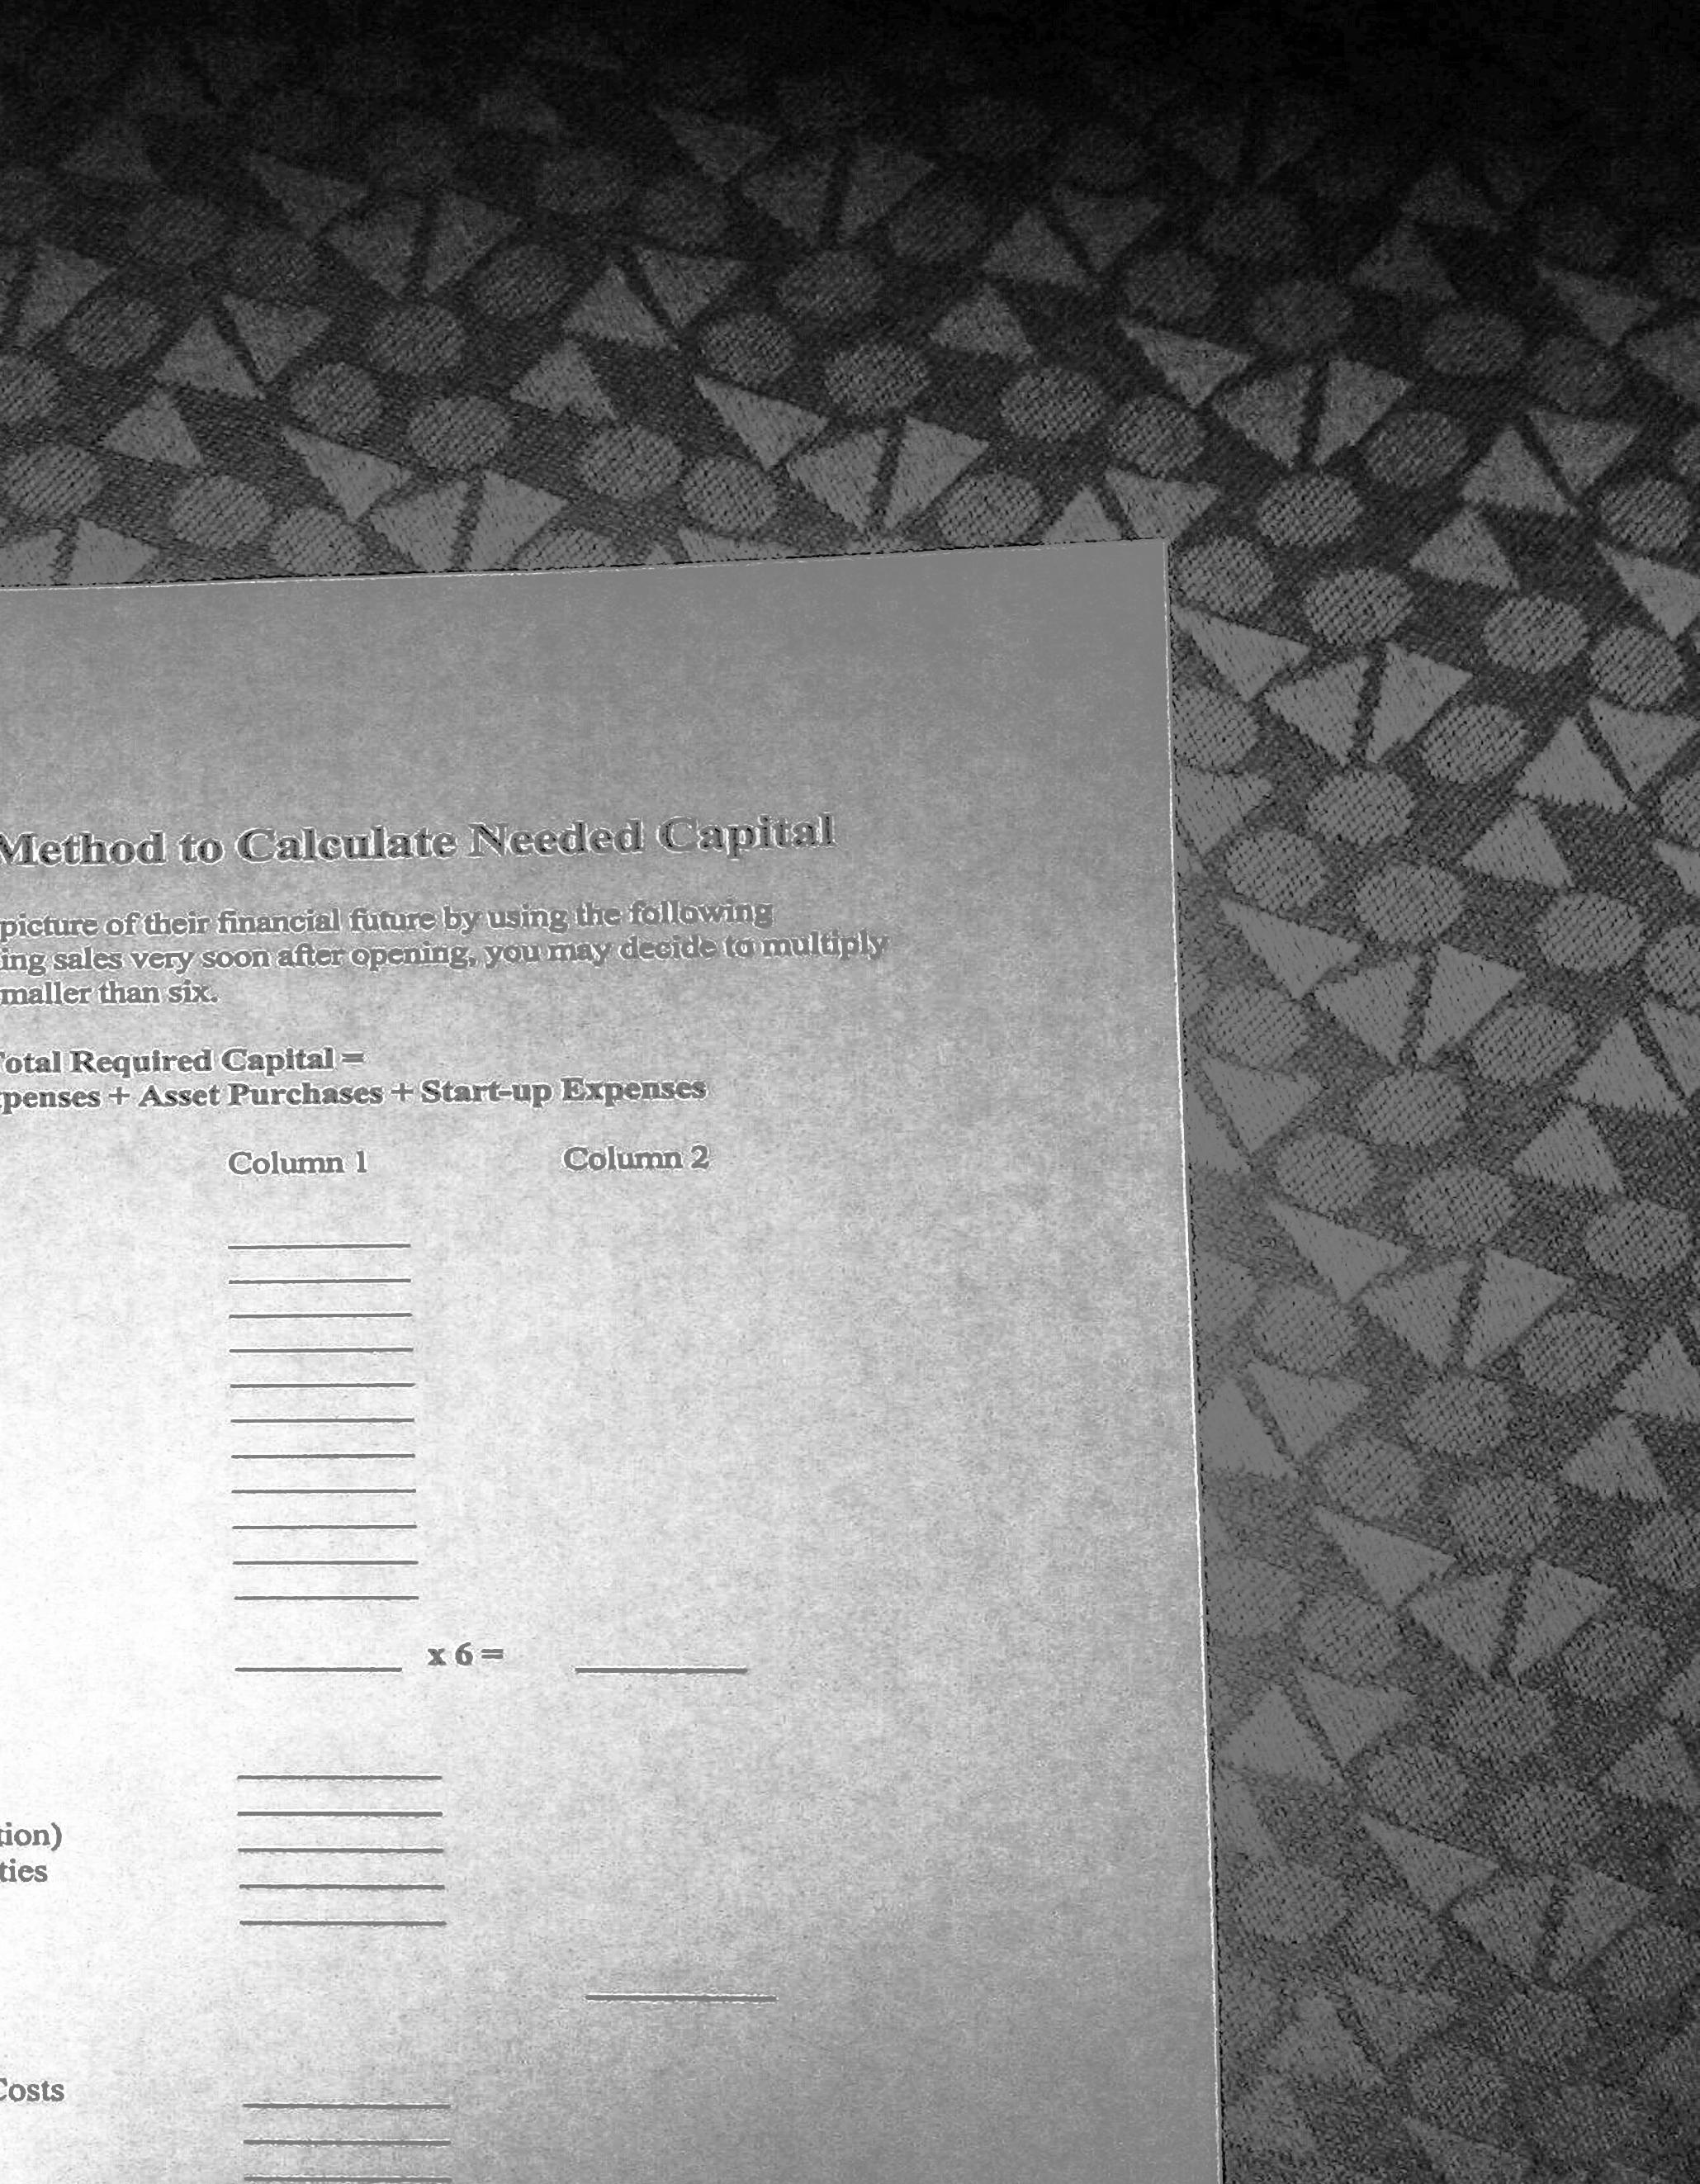 Method to Calculate Needed Capital
picture of their financial future by using the following
ing sales very soon after opening, you may decide to multiply
maller than six.
otal Required Capital =
penses + Asset Purchases + Start-up Expenses
Column 1 Column 2
x 6 =
tion)
ties
Costs